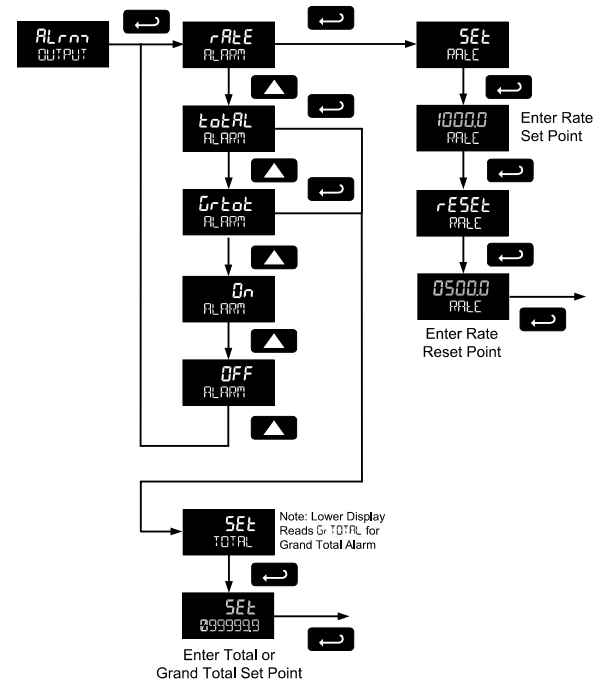 ALrm
OUTPUT
rAtE
ALARM
SEt
RATE
totAL
ALARM
1000.0
RATE
Enter Rate
Set Point
Grtot
ALARM
rESEt
RATE
On
ALARM
0500.0
RATE
Enter Rate
Reset Point
OFF
ALARM
SEt
TOTAL
Note: Lower Display
Reads Gr TOTAL for
Grand Total Alarm
SEt
099999.9
Enter Total or
Grand Total Set Point